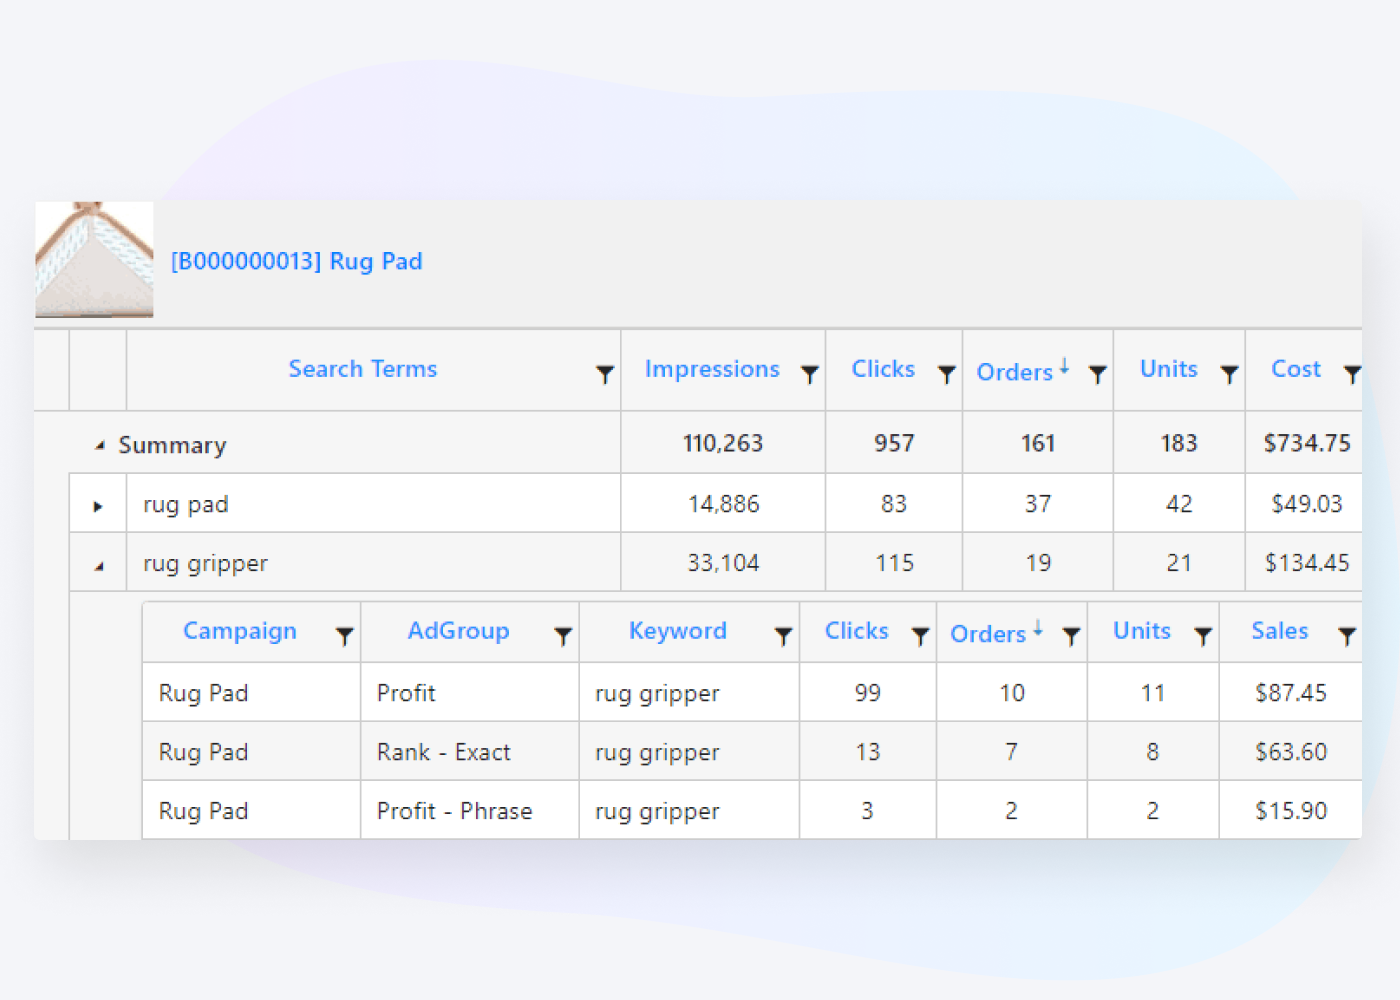 [B000000013] Rug Pad
Search Terms Impressions Clicks Orders↓ Units Cost
Summary 110,263 957 161 183 $734.75
rug pad 14,886 83 37 42 $49.03
rug gripper 33,104 115 19 21 $134.45
Campaign AdGroup Keyword Clicks Orders↓ Units Sales
Rug Pad Profit rug gripper 99 10 11 $87.45
Rug Pad Rank - Exact rug gripper 13 7 8 $63.60
Rug Pad Profit - Phrase rug gripper 3 2 2 $15.90